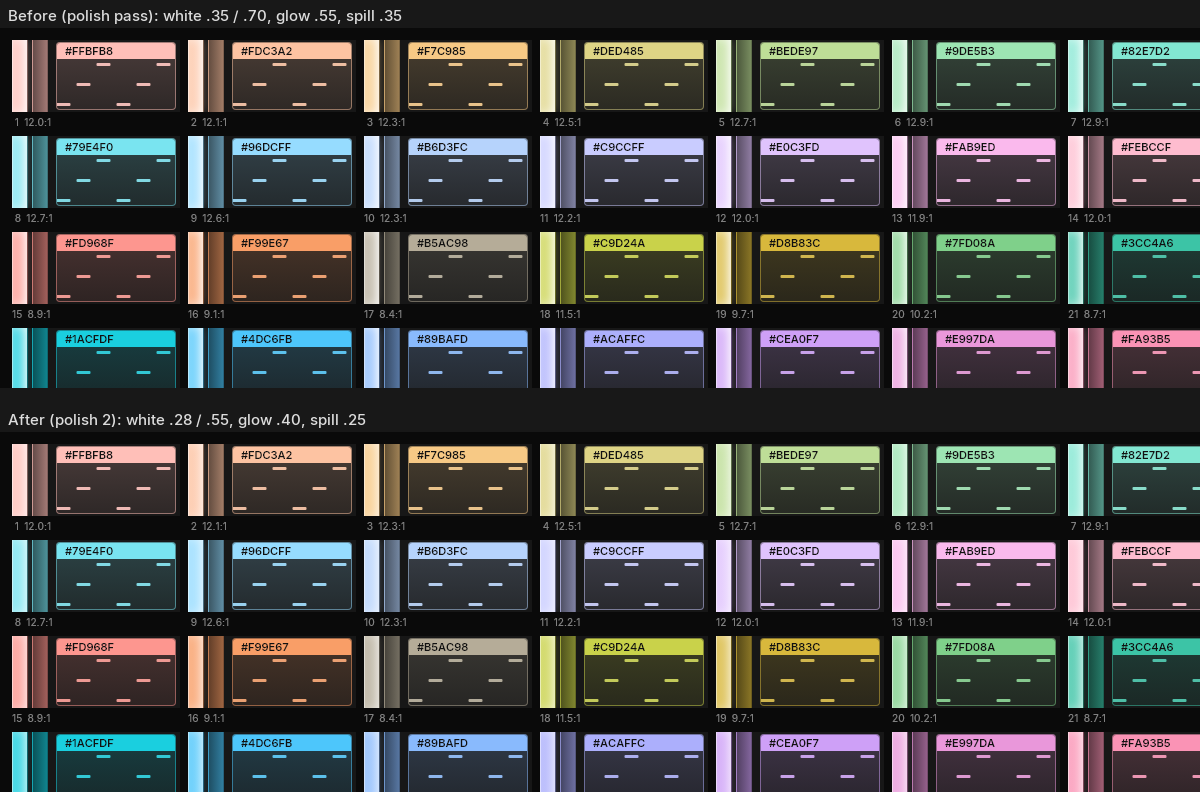 Before (polish pass): white .35 / .70, glow .55, spill .35
#FFBFB8 #FDC3A2 #F7C985 #DED485 #BEDE97 #9DE5B3 #82E7D2
1 12.0:1 2 12.1:1 3 12.3:1 4 12.5:1 5 12.7:1 6 12.9:1 7 12.9:1
#79E4F0 #96DCFF #B6D3FC #C9CCFF #E0C3FD #FAB9ED #FEBCCF
8 12.7:1 9 12.6:1 10 12.3:1 11 12.2:1 12 12.0:1 13 11.9:1 14 12.0:1
#FD968F #F99E67 #B5AC98 #C9D24A #D8B83C #7FD08A #3CC4A6
15 8.9:1 16 9.1:1 17 8.4:1 18 11.5:1 19 9.7:1 20 10.2:1 21 8.7:1
#1ACFDF #4DC6FB #89BAFD #ACAFFC #CEA0F7 #E997DA #FA93B5
After (polish 2): white .28 / .55, glow .40, spill .25
#FFBFB8 #FDC3A2 #F7C985 #DED485 #BEDE97 #9DE5B3 #82E7D2
1 12.0:1 2 12.1:1 3 12.3:1 4 12.5:1 5 12.7:1 6 12.9:1 7 12.9:1
#79E4F0 #96DCFF #B6D3FC #C9CCFF #E0C3FD #FAB9ED #FEBCCF
8 12.7:1 9 12.6:1 10 12.3:1 11 12.2:1 12 12.0:1 13 11.9:1 14 12.0:1
#FD968F #F99E67 #B5AC98 #C9D24A #D8B83C #7FD08A #3CC4A6
15 8.9:1 16 9.1:1 17 8.4:1 18 11.5:1 19 9.7:1 20 10.2:1 21 8.7:1
#1ACFDF #4DC6FB #89BAFD #ACAFFC #CEA0F7 #E997DA #FA93B5